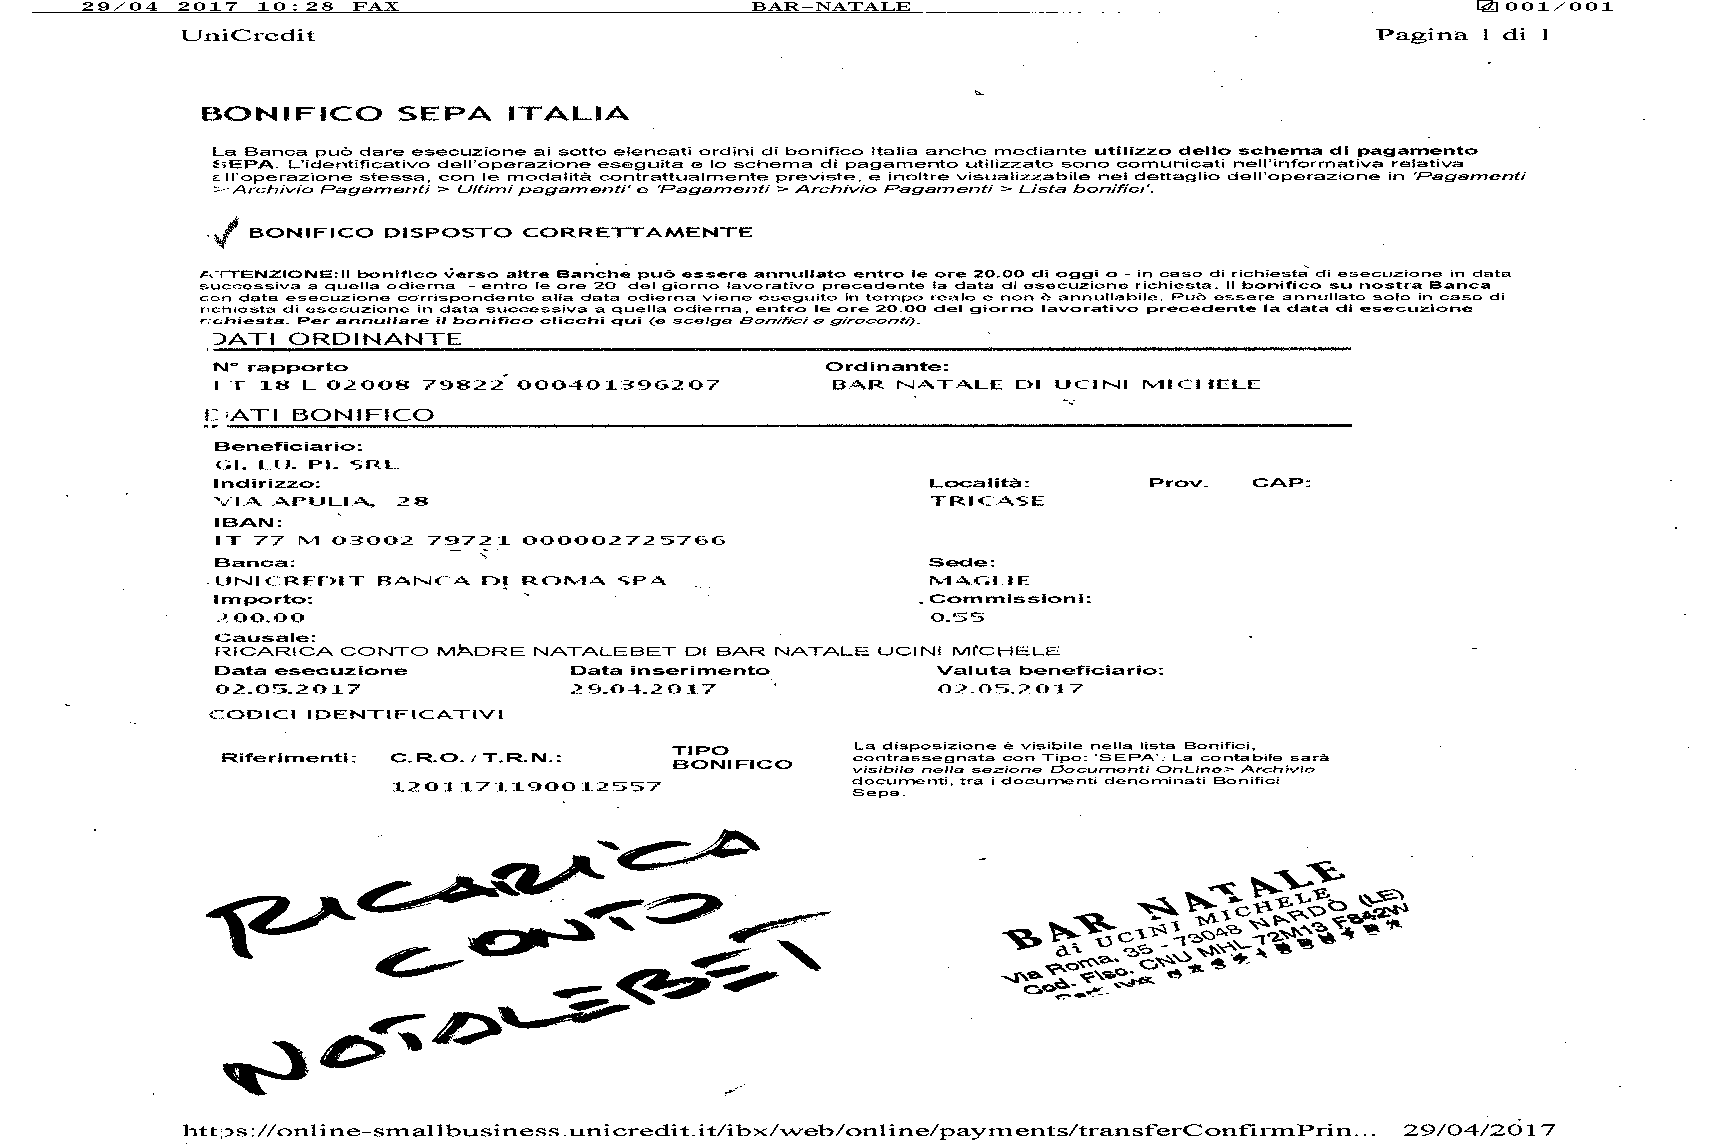 29/04 2017 10:28 FAX BAR-NATALE 001/001
UniCredit Pagina 1 di 1
BONIFICO SEPA ITALIA
La Banca può dare esecuzione ai sotto elencati ordini di bonifico Italia anche mediante utilizzo dello schema di pagamento
SEPA. L'identificativo dell'operazione eseguita e lo schema di pagamento utilizzato sono comunicati nell'informativa relativa
all'operazione stessa, con le modalità contrattualmente previste, e inoltre visualizzabile nel dettaglio dell'operazione in 'Pagamenti
> Archivio Pagamenti > Ultimi pagamenti' o 'Pagamenti > Archivio Pagamenti > Lista bonifici'.
BONIFICO DISPOSTO CORRETTAMENTE
ATTENZIONE: Il bonifico verso altre Banche può essere annullato entro le ore 20.00 di oggi o - in caso di richiesta di esecuzione in data
successiva a quella odierna - entro le ore 20 del giorno lavorativo precedente la data di esecuzione richiesta. Il bonifico su nostra Banca
con data esecuzione corrispondente alla data odierna viene eseguito in tempo reale e non è annullabile. Può essere annullato solo in caso di
richiesta di esecuzione in data successiva a quella odierna, entro le ore 20.00 del giorno lavorativo precedente la data di esecuzione
richiesta. Per annullare il bonifico clicchi qui (e scelga Bonifici e giroconti).
DATI ORDINANTE
N° rapporto Ordinante:
IT 18 L 02008 79822 000401396207 BAR NATALE DI UCINI MICHELE
DATI BONIFICO
Beneficiario:
GI. LU. PI. SRL
Indirizzo: Località: Prov. CAP:
VIA APULIA, 28 TRICASE
IBAN:
IT 77 M 03002 79721 000002725766
Banca: Sede:
UNICREDIT BANCA DI ROMA SPA MAGLIE
Importo: Commissioni:
200.00 0.55
Causale:
RICARICA CONTO MADRE NATALEBET DI BAR NATALE UCINI MICHELE
Data esecuzione Data inserimento Valuta beneficiario:
02.05.2017 29.04.2017 02.05.2017
CODICI IDENTIFICATIVI
Riferimenti: C.R.O./T.R.N.: TIPO BONIFICO
1201171190012557
La disposizione è visibile nella lista Bonifici,
contrassegnata con Tipo: 'SEPA'. La contabile sarà
visibile nella sezione Documenti OnLine> Archivio
documenti, tra i documenti denominati Bonifici
Sepa.
RICARICA
CONTO
NATALEBET
BAR NATALE
di UCINI MICHELE
Via Roma, 35 - 73048 NARDÒ (LE)
Cod. Fisc. CNU MHL 72M13 F842W
Part. IVA
https://online-smallbusiness.unicredit.it/ibx/web/online/payments/transferConfirmPrin... 29/04/2017